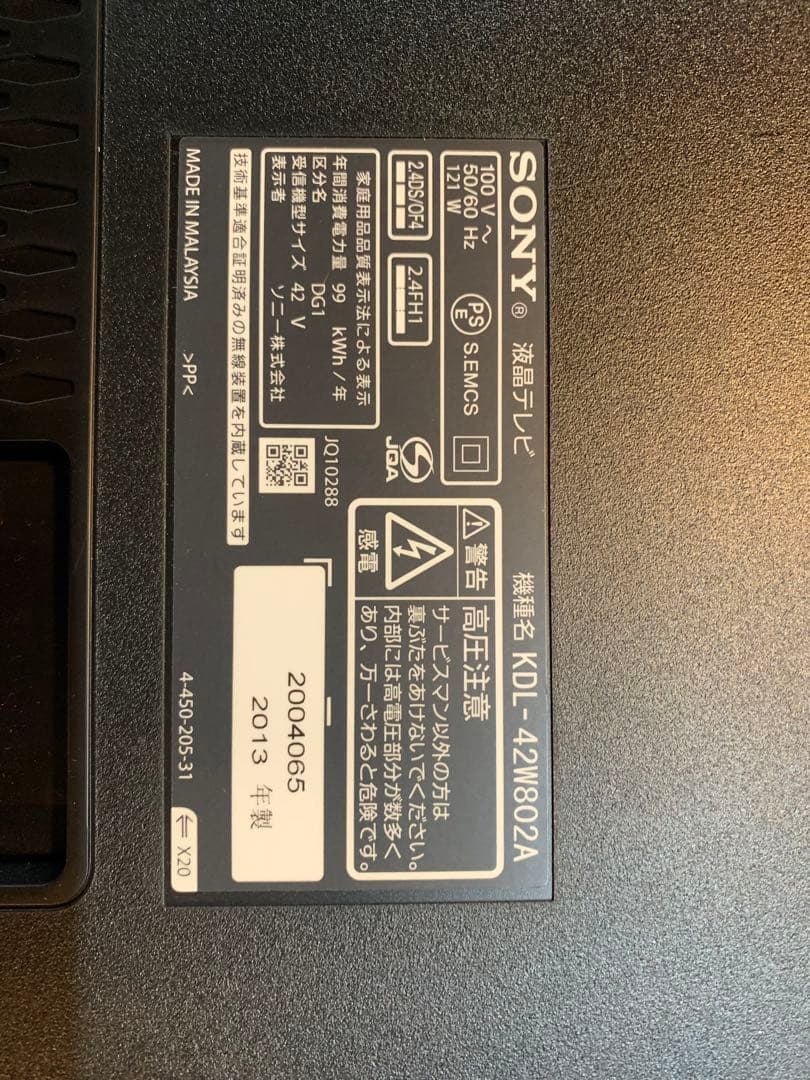 SONY® 液晶テレビ 機種名 KDL-42W802A
100 V ～
50/60 Hz
121 W
PS
E
S.EMCS
2.4DS/OF4
2.4FH1
JQA
JQ10288
家庭用品品質表示法による表示
年間消費電力量 99 kWh/年
区分名 DG1
受信機型サイズ 42 V
表示者 ソニー株式会社
技術基準適合証明済みの無線装置を内蔵しています
MADE IN MALAYSIA >PP<
警告 高圧注意
感電
サービスマン以外の方は
裏ぶたをあけないでください。
内部には高電圧部分が数多く
あり、万一さわると危険です。
2004065
2013 年製
4-450-205-31
⇐ X20